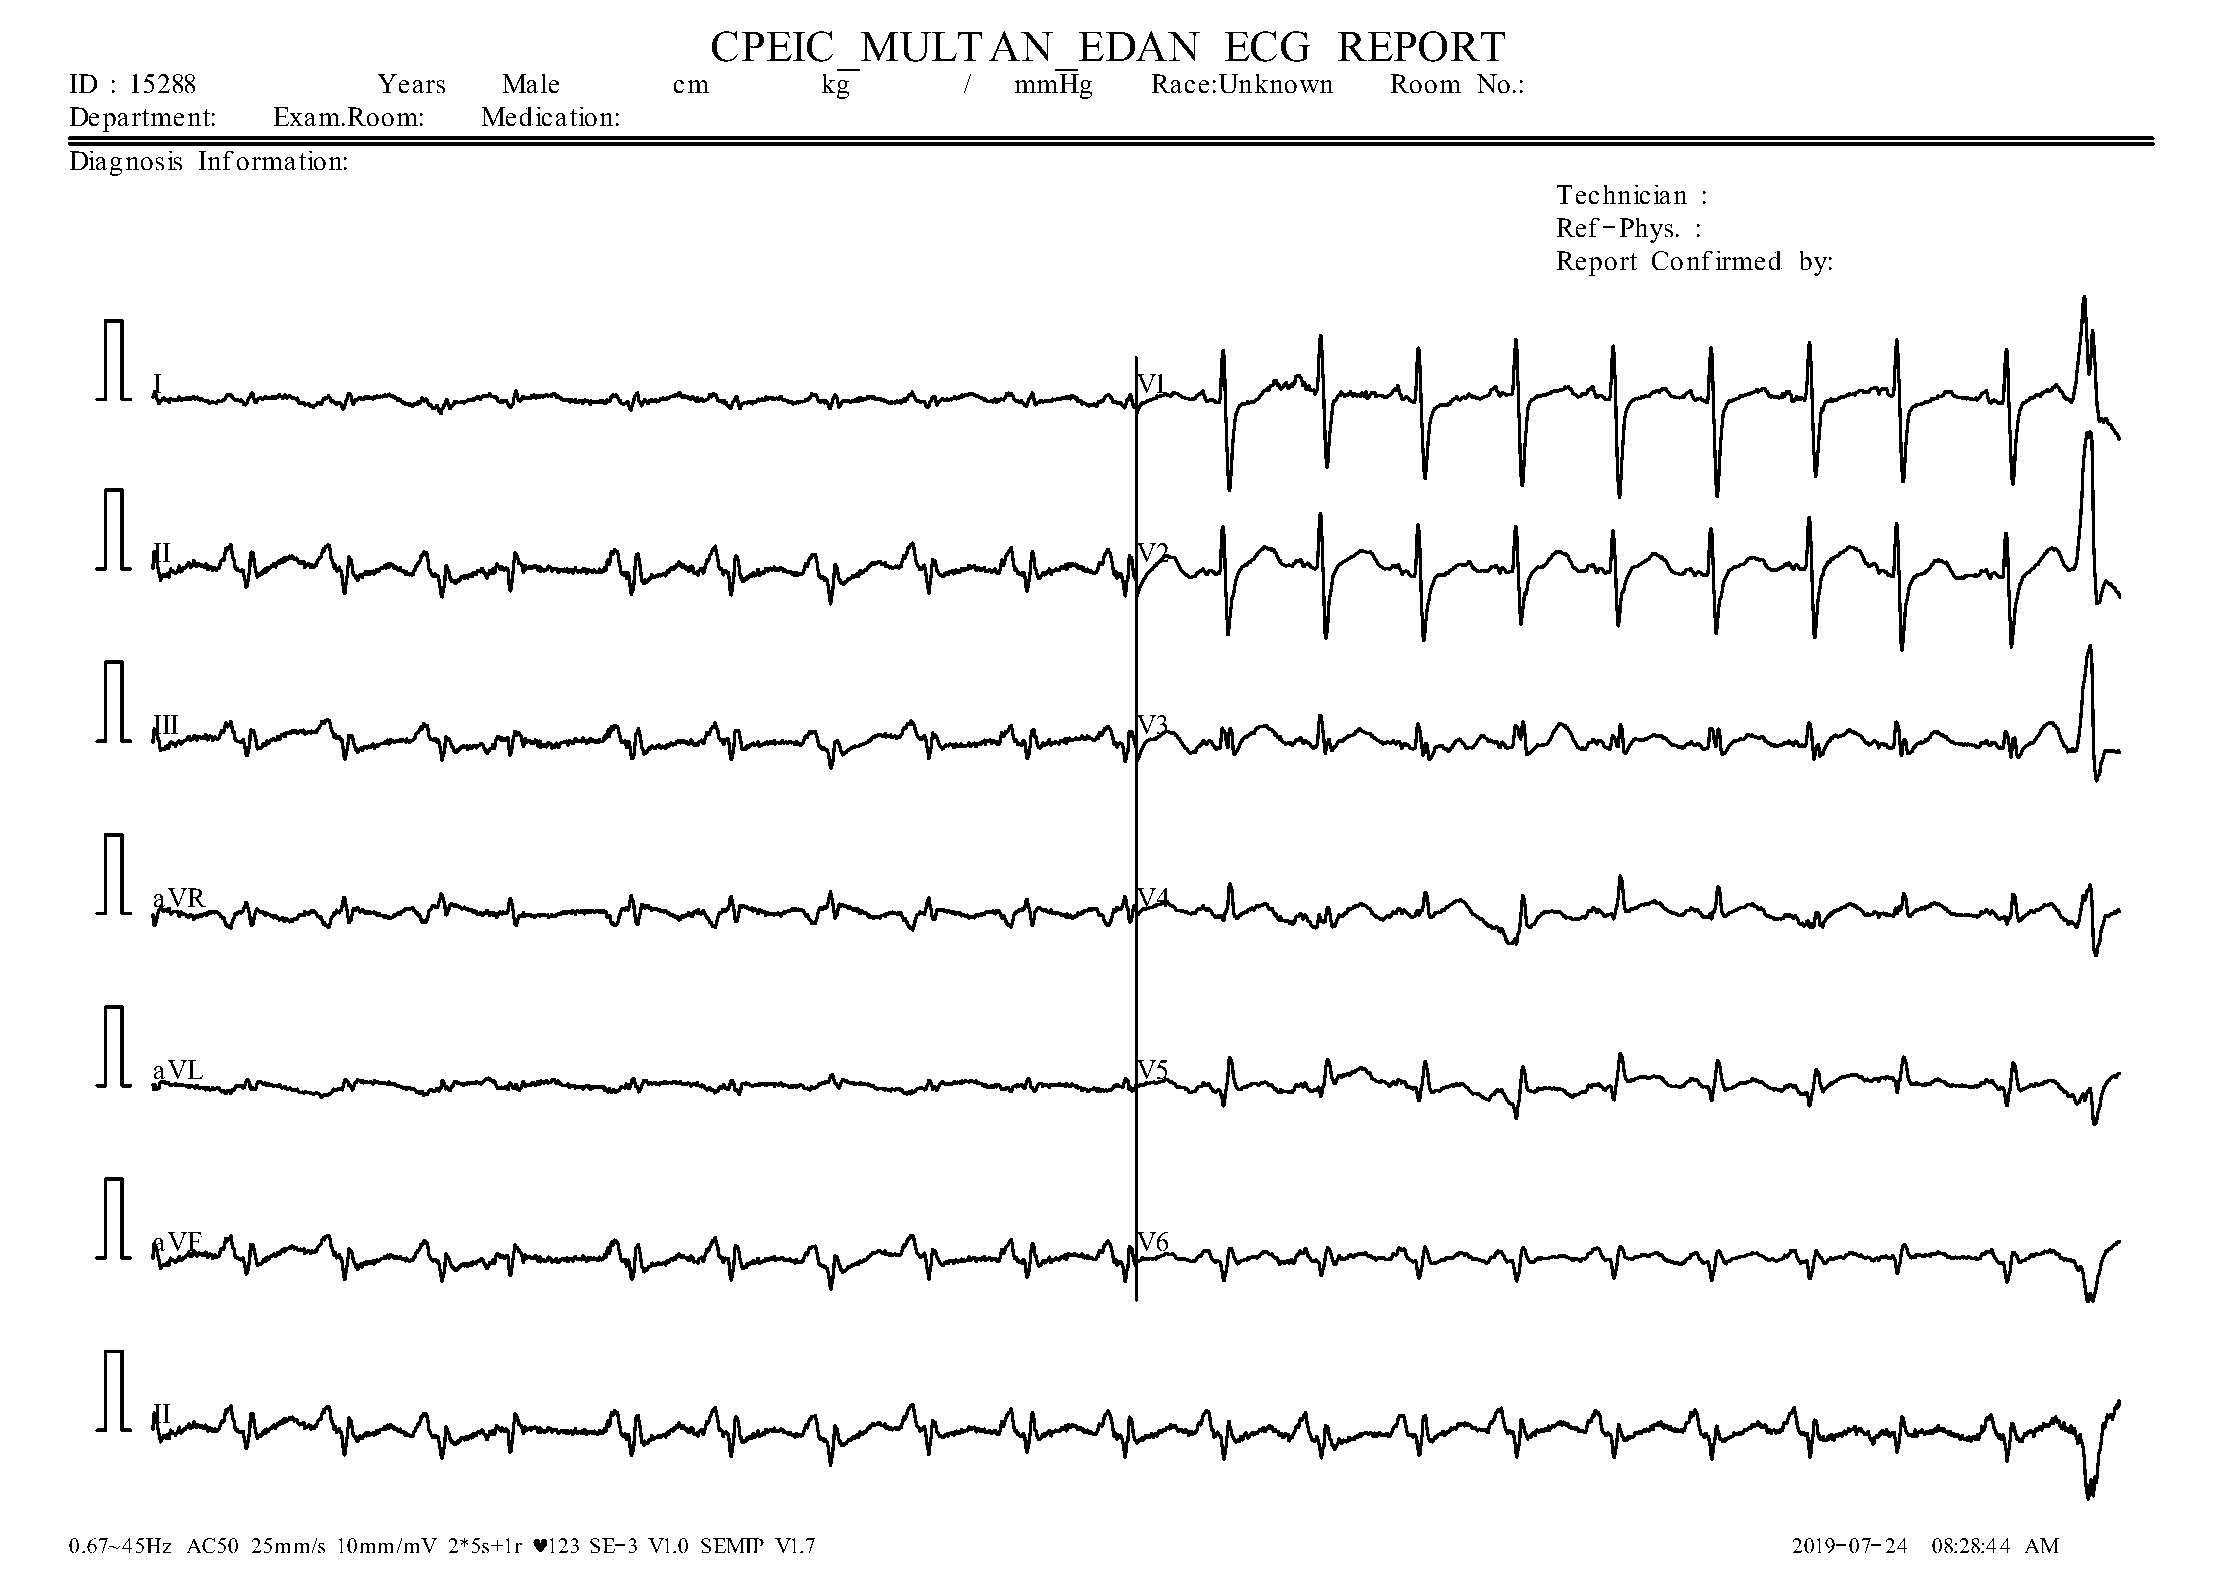 CPEIC_MULTAN_EDAN ECG REPORT
ID : 15288 Years Male cm kg / mmHg Race:Unknown Room No.:
Department: Exam.Room: Medication:
Diagnosis Information:
Technician :
Ref-Phys. :
Report Confirmed by:
I V1
II V2
III V3
aVR V4
aVL V5
aVF V6
II
0.67~45Hz AC50 25mm/s 10mm/mV 2*5s+1r ♥123 SE-3 V1.0 SEMIP V1.7 2019-07-24 08:28:44 AM